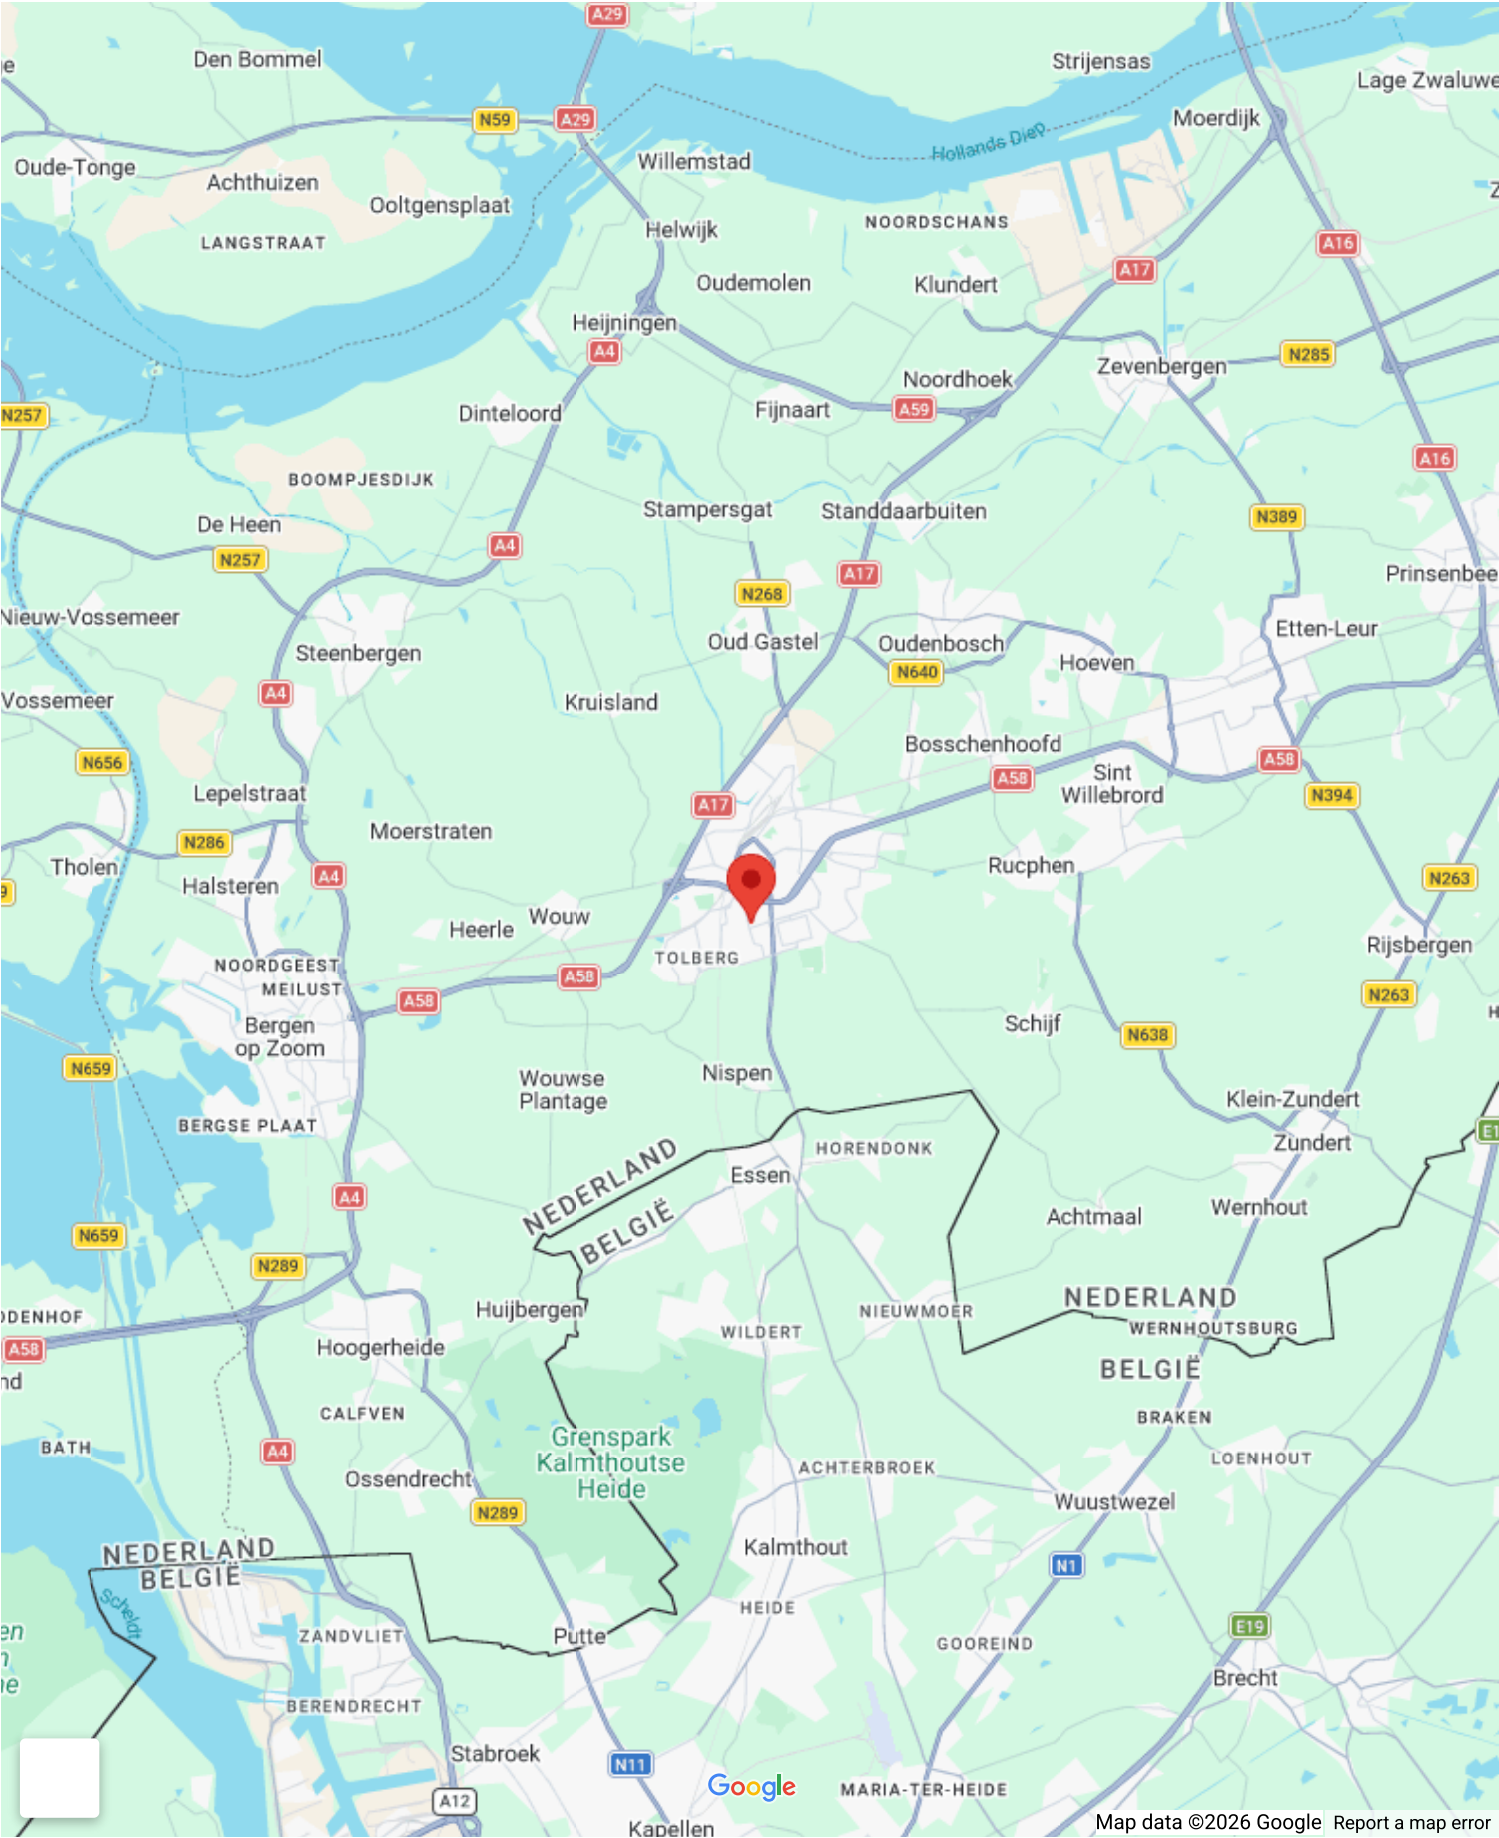 A29
Den Bommel
Strijensas
Lage Zwaluwe
N59
A29
Moerdijk
Hollands Diep
Willemstad
Oude-Tonge
Achthuizen
Ooltgensplaat
NOORDSCHANS
Helwijk
LANGSTRAAT
A16
A17
Oudemolen
Klundert
Heijningen
A4
N285
Zevenbergen
Noordhoek
N257
Dinteloord
Fijnaart
A59
A16
BOOMPJESDIJK
Stampersgat
Standdaarbuiten
N389
De Heen
A4
N257
A17
Prinsenbee
N268
Nieuw-Vossemeer
Etten-Leur
Oud Gastel
Oudenbosch
Steenbergen
Hoeven
N640
A4
Vossemeer
Kruisland
Bosschenhoofd
N656
A58
A58
Sint
Willebrord
Lepelstraat
N394
A17
Moerstraten
N286
Tholen
Rucphen
A4
N263
Halsteren
9
Wouw
Heerle
Rijsbergen
TOLBERG
NOORDGEEST
A58
MEILUST
A58
N263
Bergen
op Zoom
Schijf
N638
N659
Nispen
Wouwse
Plantage
Klein-Zundert
BERGSE PLAAT
E1
Zundert
HORENDONK
NEDERLAND
BELGIË
Essen
A4
Wernhout
Achtmaal
N659
N289
NEDERLAND
Huijbergen
NIEUWMOER
ODENHOF
WILDERT
WERNHOUTSBURG
A58
Hoogerheide
BELGIË
nd
CALFVEN
BRAKEN
Grenspark
Kalmthoutse
Heide
BATH
A4
LOENHOUT
ACHTERBROEK
Ossendrecht
Wuustwezel
N289
Kalmthout
NEDERLAND
BELGIË
N1
Scheldt
HEIDE
E19
en
ZANDVLIET
Putte
GOOREIND
Brecht
BERENDRECHT
Stabroek
N11
Google
MARIA-TER-HEIDE
A12
Kapellen
Map data ©2026 Google
Report a map error